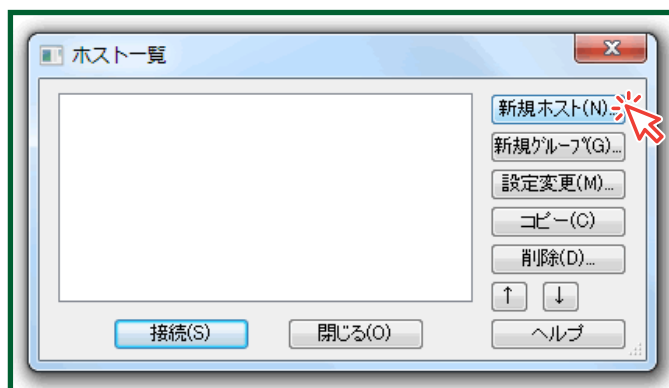 ホスト一覧
新規ホスト(N)...
新規グループ(G)...
設定変更(M)...
コピー(C)
削除(D)...
↑ ↓
接続(S) 閉じる(O) ヘルプ